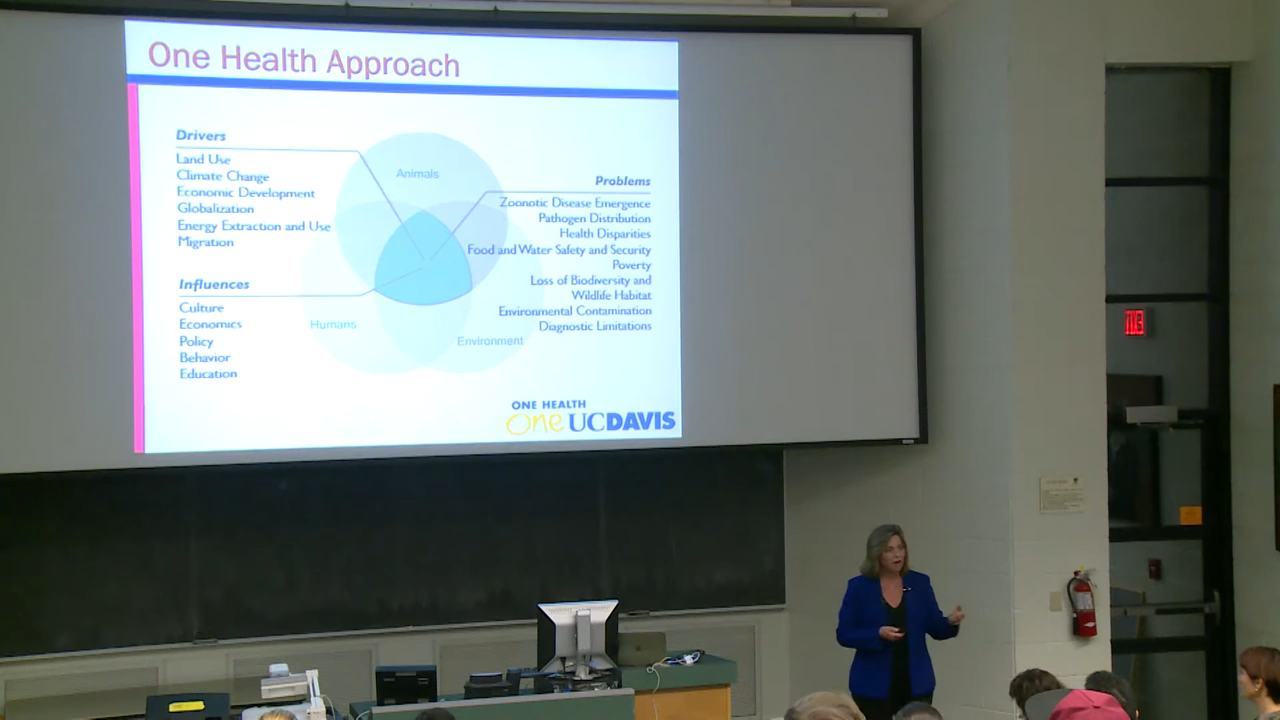 One Health Approach
Drivers
Land Use
Climate Change
Economic Development
Globalization
Energy Extraction and Use
Migration
Influences
Culture
Economics
Policy
Behavior
Education
Animals
Humans
Environment
Problems
Zoonotic Disease Emergence
Pathogen Distribution
Health Disparities
Food and Water Safety and Security
Poverty
Loss of Biodiversity and
Wildlife Habitat
Environmental Contamination
Diagnostic Limitations
ONE HEALTH
one UCDAVIS